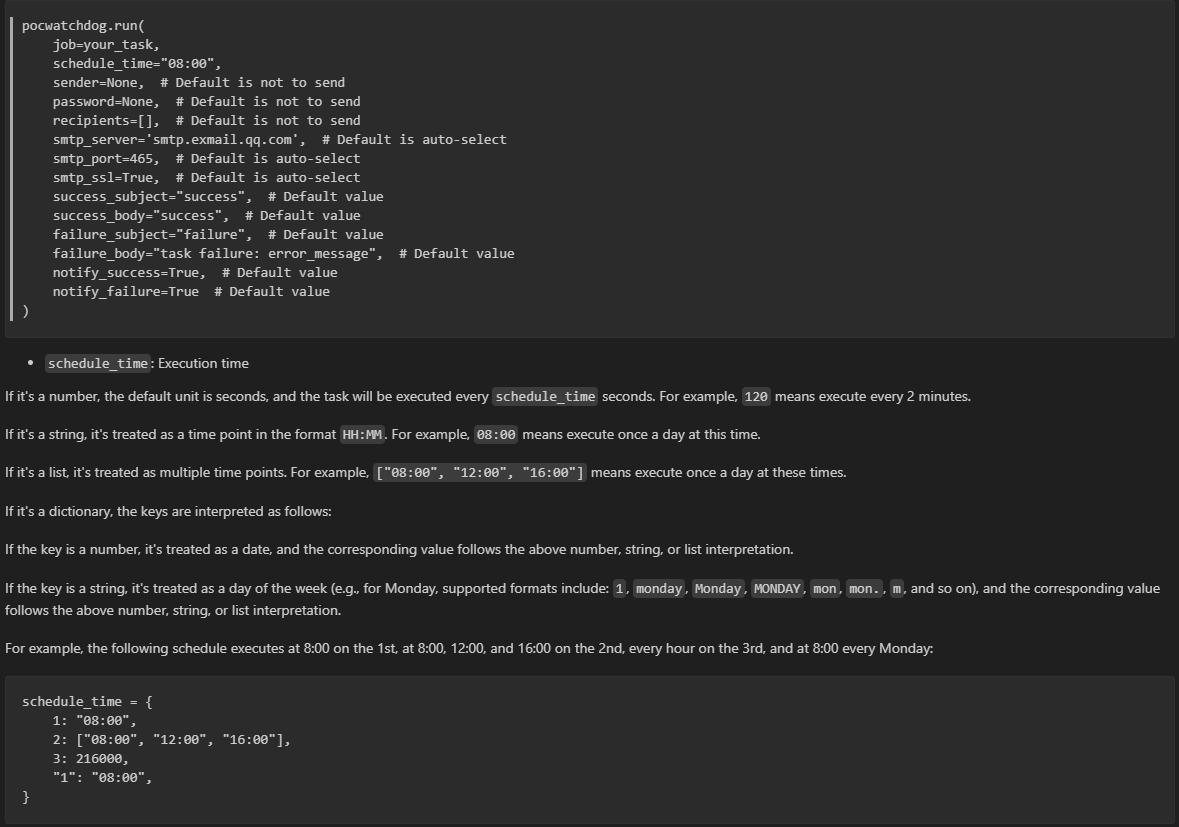 pocwatchdog.run(
    job=your_task,
    schedule_time="08:00",
    sender=None,  # Default is not to send
    password=None,  # Default is not to send
    recipients=[],  # Default is not to send
    smtp_server='smtp.exmail.qq.com',  # Default is auto-select
    smtp_port=465,  # Default is auto-select
    smtp_ssl=True,  # Default is auto-select
    success_subject="success",  # Default value
    success_body="success",  # Default value
    failure_subject="failure",  # Default value
    failure_body="task failure: error_message",  # Default value
    notify_success=True,  # Default value
    notify_failure=True  # Default value
)
• schedule_time: Execution time
If it's a number, the default unit is seconds, and the task will be executed every schedule_time seconds. For example, 120 means execute every 2 minutes.
If it's a string, it's treated as a time point in the format HH:MM. For example, 08:00 means execute once a day at this time.
If it's a list, it's treated as multiple time points. For example, ["08:00", "12:00", "16:00"] means execute once a day at these times.
If it's a dictionary, the keys are interpreted as follows:
If the key is a number, it's treated as a date, and the corresponding value follows the above number, string, or list interpretation.
If the key is a string, it's treated as a day of the week (e.g., for Monday, supported formats include: 1, monday, Monday, MONDAY, mon, mon., m, and so on), and the corresponding value
follows the above number, string, or list interpretation.
For example, the following schedule executes at 8:00 on the 1st, at 8:00, 12:00, and 16:00 on the 2nd, every hour on the 3rd, and at 8:00 every Monday:
schedule_time = {
    1: "08:00",
    2: ["08:00", "12:00", "16:00"],
    3: 216000,
    "1": "08:00",
}